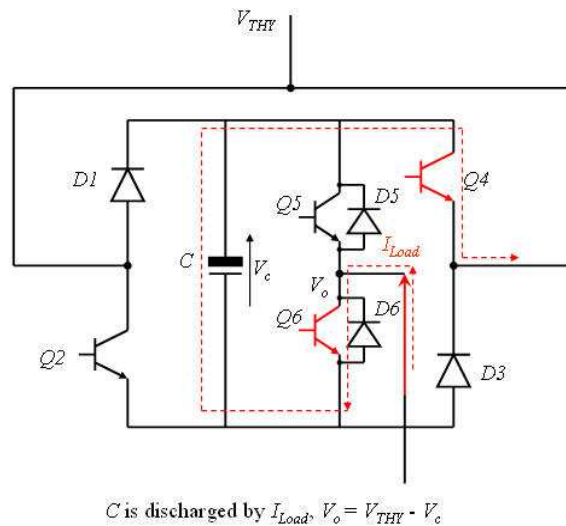 V_THY
D1
Q4
Q5
D5
I_Load
C
V_c
V_o
Q6
D6
Q2
D3
C is discharged by I_Load, V_o = V_THY - V_c